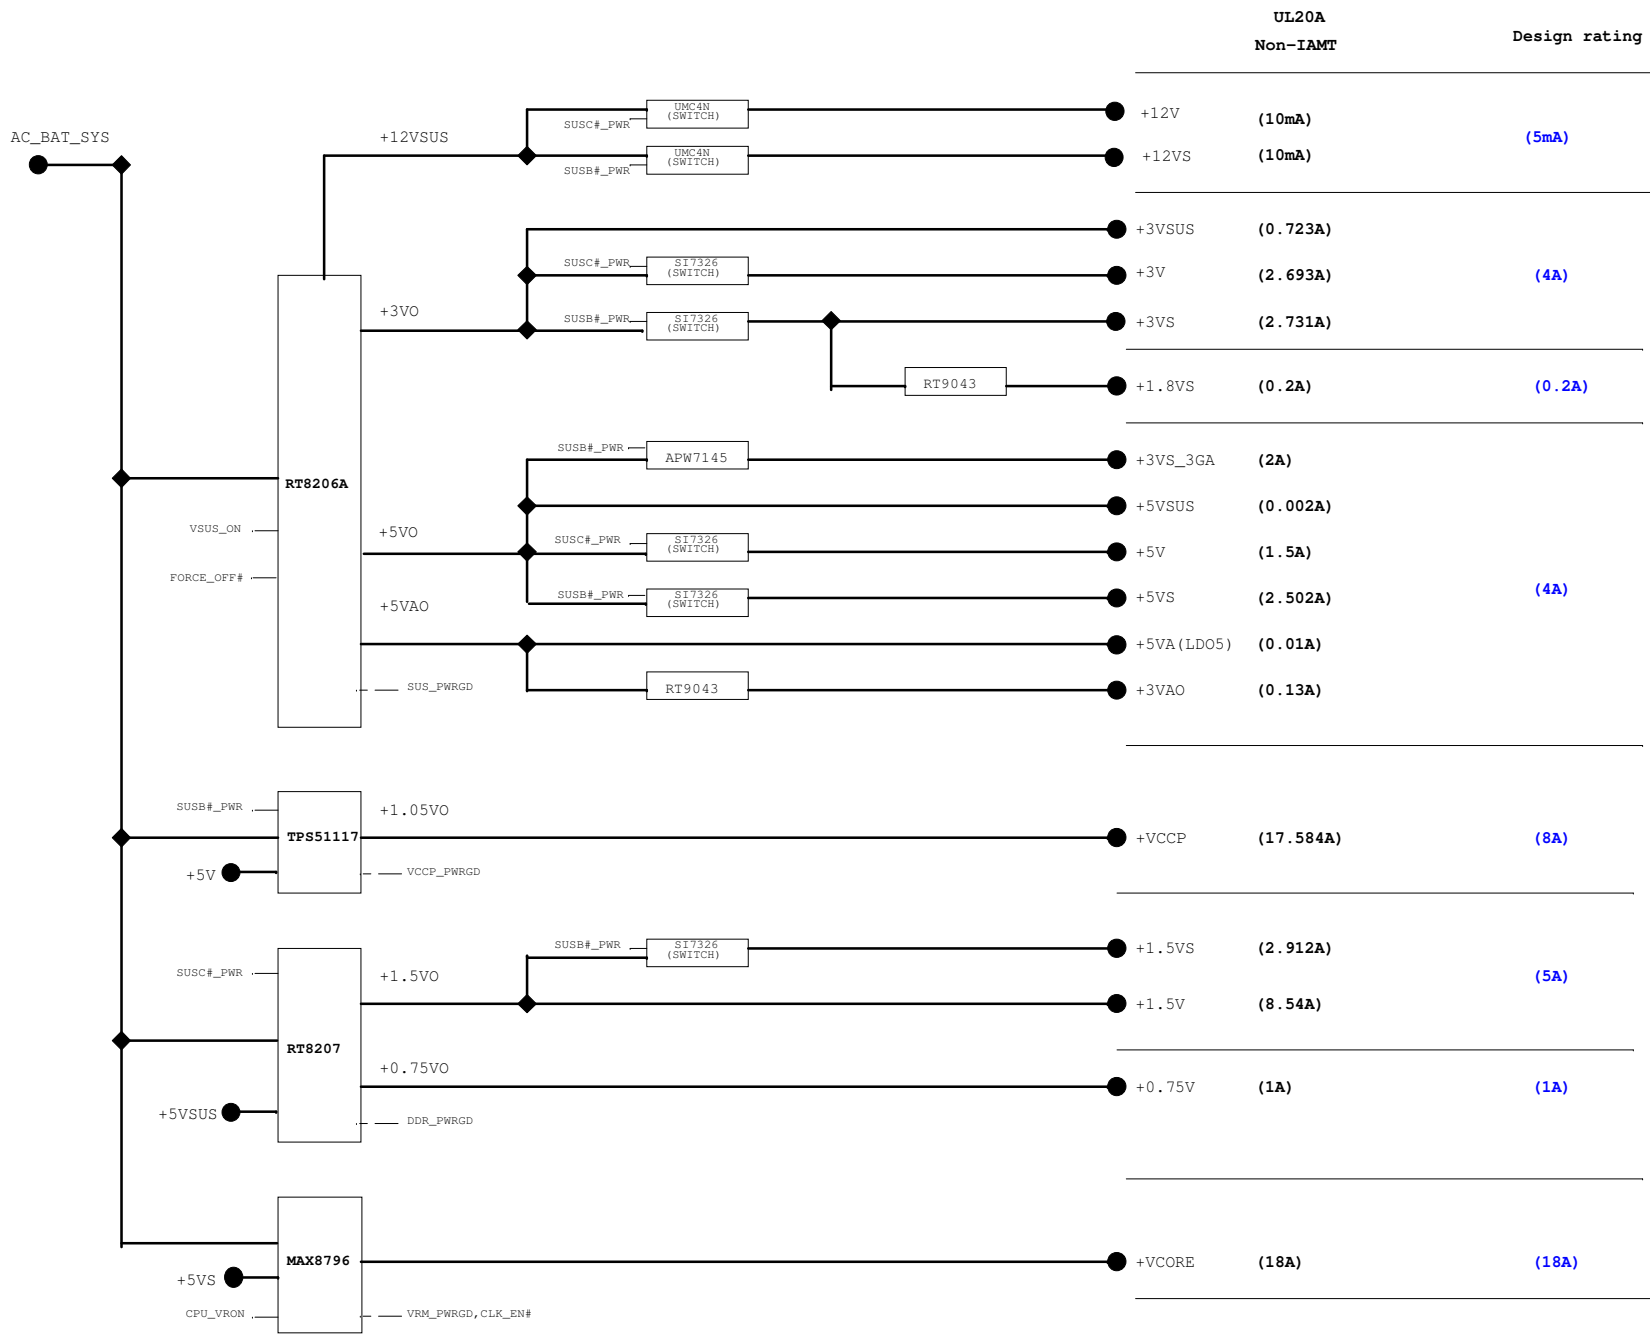 UL20A
Non-IAMT
Design rating
AC_BAT_SYS
+12VSUS
UMC4N
(SWITCH)
SUSC#_PWR
+12V
(10mA)
(5mA)
UMC4N
(SWITCH)
SUSB#_PWR
+12VS
(10mA)
+3VSUS
(0.723A)
+3VO
SUSC#_PWR
SI7326
(SWITCH)
+3V
(2.693A)
(4A)
SUSB#_PWR
SI7326
(SWITCH)
+3VS
(2.731A)
RT9043
+1.8VS
(0.2A)
(0.2A)
RT8206A
VSUS_ON
FORCE_OFF#
+5VO
SUSB#_PWR
APW7145
+3VS_3GA
(2A)
+5VSUS
(0.002A)
SUSC#_PWR
SI7326
(SWITCH)
+5V
(1.5A)
SUSB#_PWR
SI7326
(SWITCH)
+5VS
(2.502A)
(4A)
+5VAO
+5VA(LDO5)
(0.01A)
SUS_PWRGD
RT9043
+3VAO
(0.13A)
SUSB#_PWR
+1.05VO
TPS51117
+VCCP
(17.584A)
(8A)
+5V
VCCP_PWRGD
SUSB#_PWR
SI7326
(SWITCH)
+1.5VS
(2.912A)
SUSC#_PWR
+1.5VO
(5A)
+1.5V
(8.54A)
RT8207
+0.75VO
+0.75V
(1A)
(1A)
+5VSUS
DDR_PWRGD
MAX8796
+VCORE
(18A)
(18A)
+5VS
CPU_VRON
VRM_PWRGD,CLK_EN#